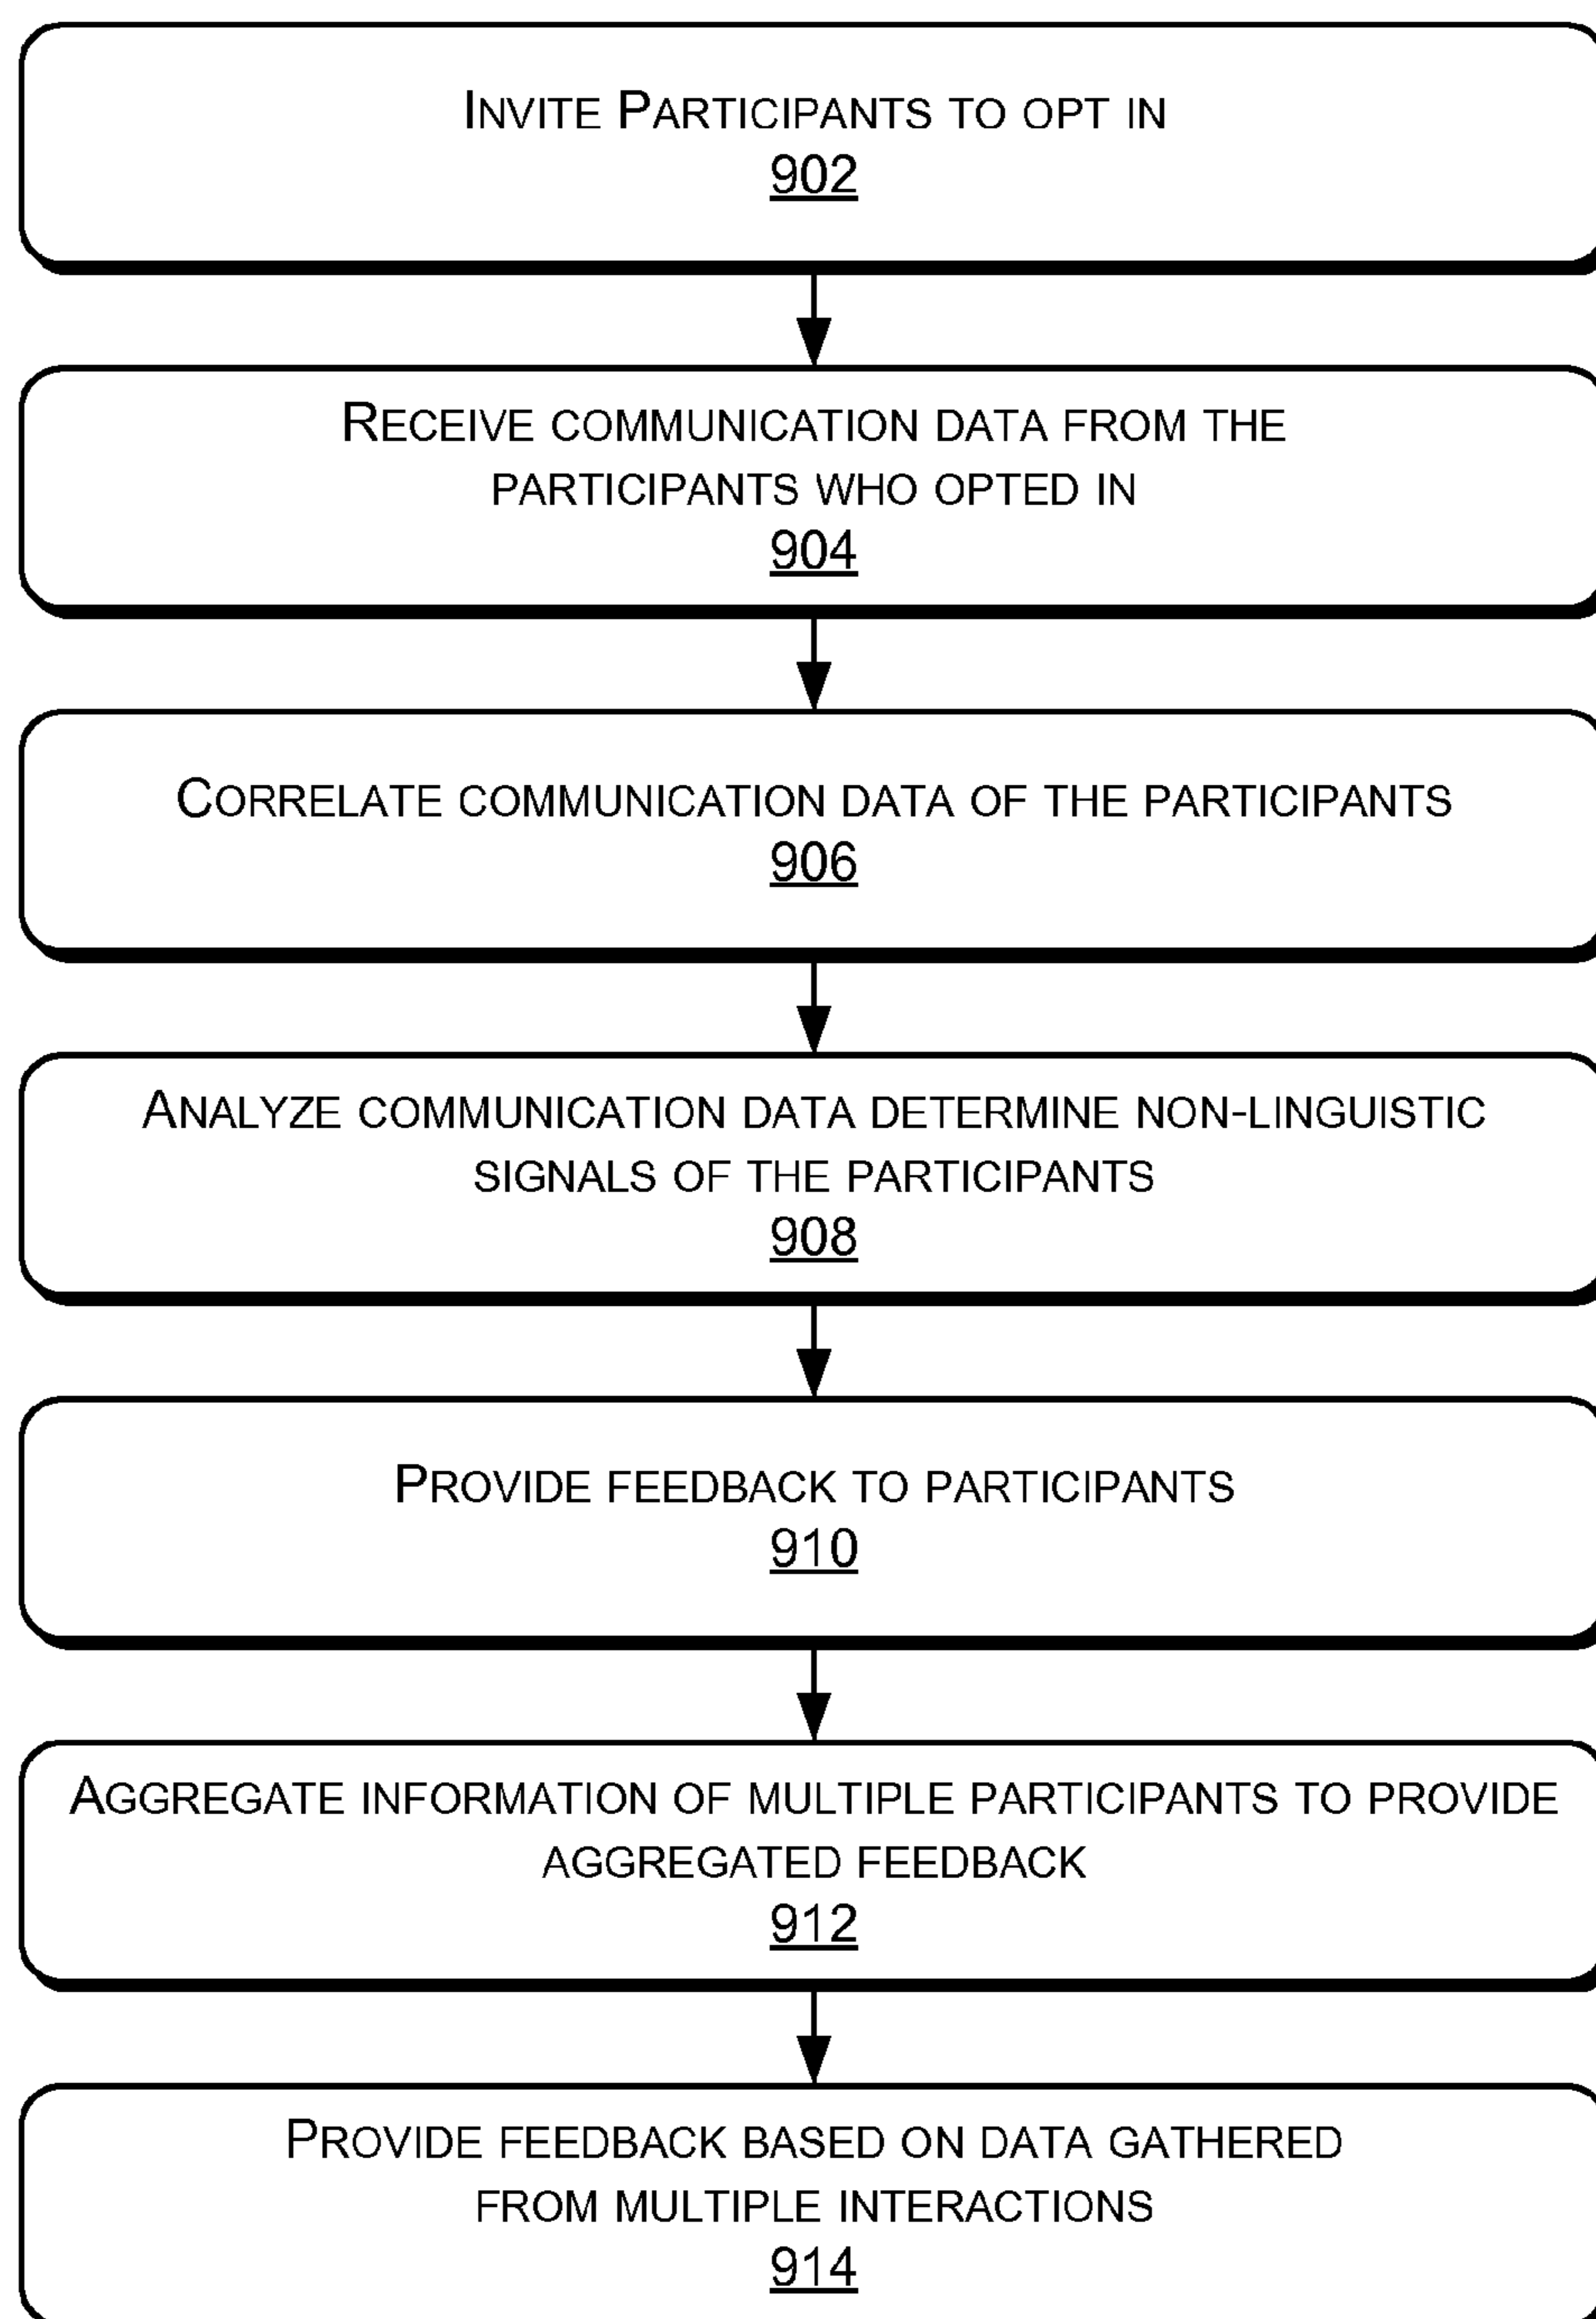 INVITE PARTICIPANTS TO OPT IN
902
RECEIVE COMMUNICATION DATA FROM THE
PARTICIPANTS WHO OPTED IN
904
CORRELATE COMMUNICATION DATA OF THE PARTICIPANTS
906
ANALYZE COMMUNICATION DATA DETERMINE NON-LINGUISTIC
SIGNALS OF THE PARTICIPANTS
908
PROVIDE FEEDBACK TO PARTICIPANTS
910
AGGREGATE INFORMATION OF MULTIPLE PARTICIPANTS TO PROVIDE
AGGREGATED FEEDBACK
912
PROVIDE FEEDBACK BASED ON DATA GATHERED
FROM MULTIPLE INTERACTIONS
914